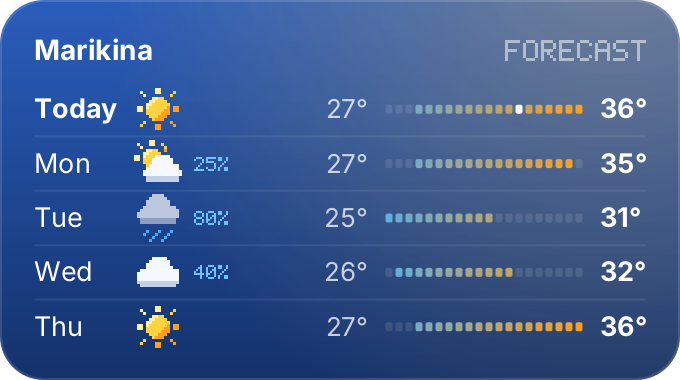 Marikina FORECAST
Today 27° 36°
Mon 25% 27° 35°
Tue 80% 25° 31°
Wed 40% 26° 32°
Thu 27° 36°